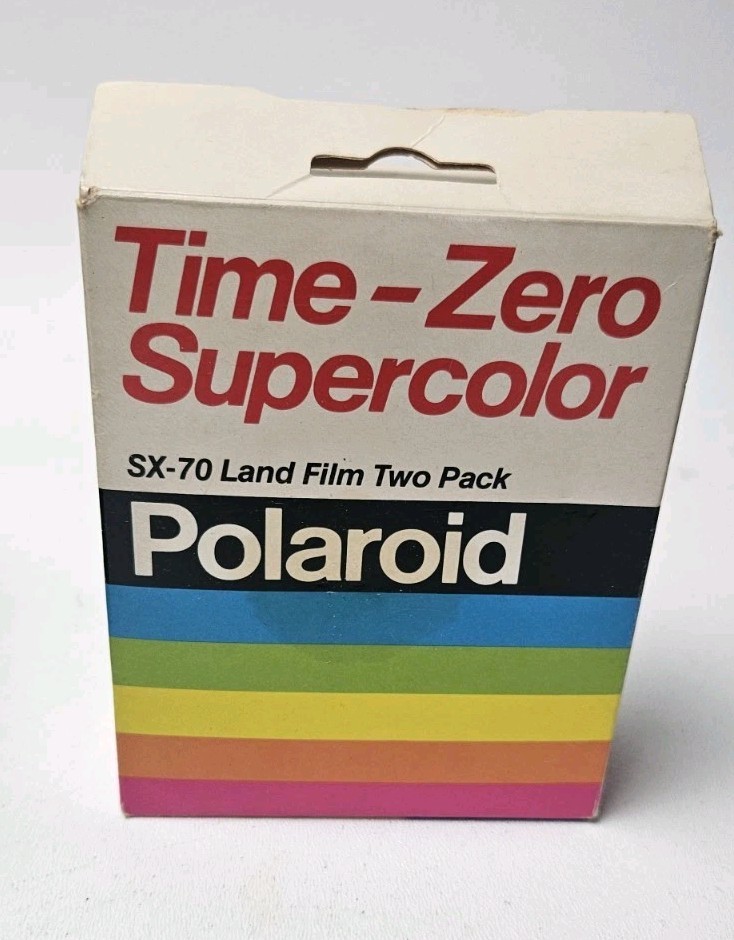 Time-Zero
Supercolor
SX-70 Land Film Two Pack
Polaroid